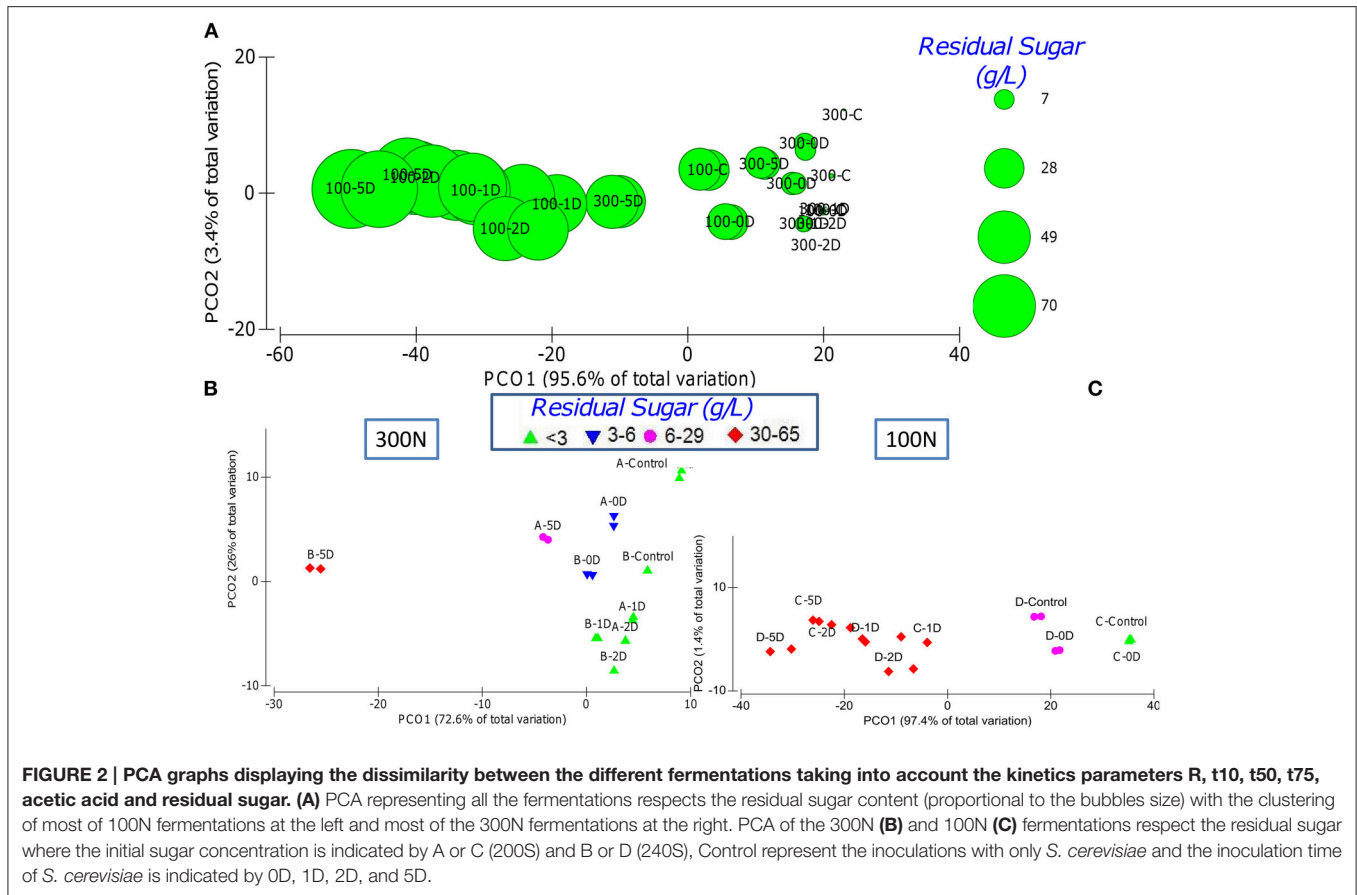 A
Residual Sugar
(g/L)
20
0
-20
PCO2 (3.4% of total variation)
-60
-40
-20
0
20
40
PCO1 (95.6% of total variation)
7
28
49
70
300-C
300-0D
100-C
300-5D
300-C
300-0D
100-5D
100-5D
100-2D
100-1D
100-1D
300-5D
100-2D
100-0D
300-2D
B
C
Residual Sugar (g/L)
<3
3-6
6-29
30-65
300N
100N
PCO2 (26% of total variation)
10
0
-10
-30
-20
-10
0
10
PCO1 (72.6% of total variation)
A-Control
A-0D
A-5D
B-0D
B-Control
B-5D
A-1D
B-1D
A-2D
B-2D
PCO2 (1.4% of total variation)
10
-10
-40
-20
0
20
40
PCO1 (97.4% of total variation)
D-Control
C-Control
C-5D
D-1D
C-1D
D-0D
C-2D
D-5D
D-2D
C-0D
FIGURE 2 | PCA graphs displaying the dissimilarity between the different fermentations taking into account the kinetics parameters R, t10, t50, t75,
acetic acid and residual sugar. (A) PCA representing all the fermentations respects the residual sugar content (proportional to the bubbles size) with the clustering
of most of 100N fermentations at the left and most of the 300N fermentations at the right. PCA of the 300N (B) and 100N (C) fermentations respect the residual sugar
where the initial sugar concentration is indicated by A or C (200S) and B or D (240S), Control represent the inoculations with only S. cerevisiae and the inoculation time
of S. cerevisiae is indicated by 0D, 1D, 2D, and 5D.